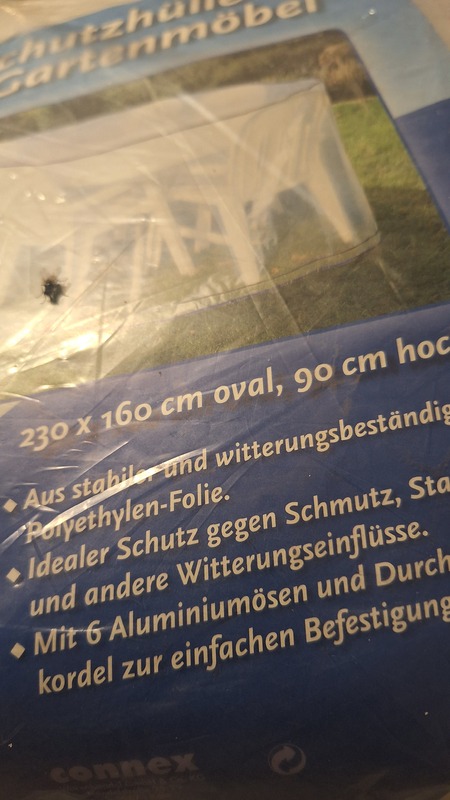 chutzhülle
Gartenmöbel
230 x 160 cm oval, 90 cm hoc
◆ Aus stabiler und witterungsbeständig
Polyethylen-Folie.
◆ Idealer Schutz gegen Schmutz, Sta
und andere Witterungseinflüsse.
◆ Mit 6 Aluminiumösen und Durch
kordel zur einfachen Befestigung
connex